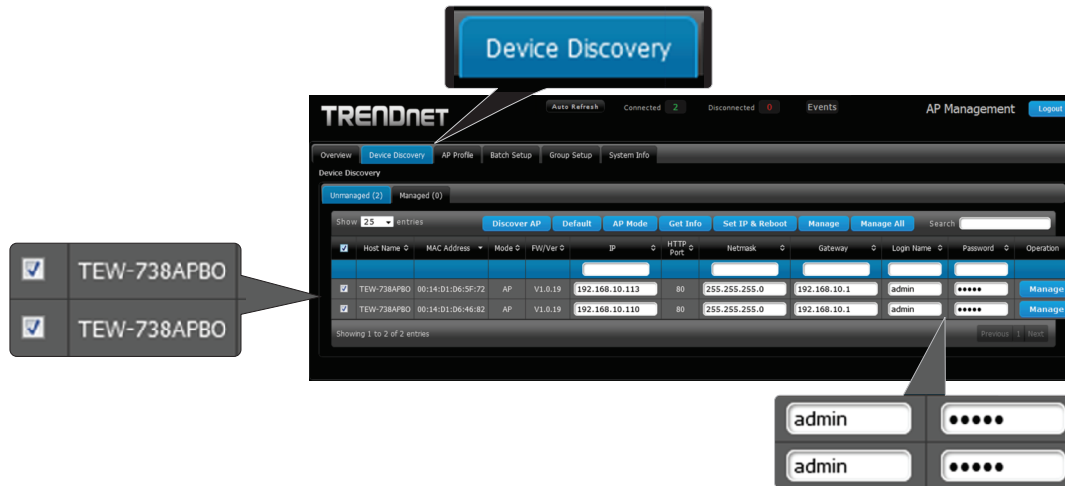 Device Discovery
TRENDnet
Auto Refresh Connected 2 Disconnected 0 Events AP Management Logout
Overview Device Discovery AP Profile Batch Setup Group Setup System Info
Device Discovery
Unmanaged (2) Managed (0)
Show 25 entries Discover AP Default AP Mode Get Info Set IP & Reboot Manage Manage All Search
Host Name MAC Address Mode FW/Ver IP HTTP Port Netmask Gateway Login Name Password Operation
TEW-738APBO 00:14:D1:D6:5F:72 AP V1.0.19 192.168.10.113 80 255.255.255.0 192.168.10.1 admin ••••• Manage
TEW-738APBO 00:14:D1:D6:46:82 AP V1.0.19 192.168.10.110 80 255.255.255.0 192.168.10.1 admin ••••• Manage
Showing 1 to 2 of 2 entries Previous 1 Next
TEW-738APBO
TEW-738APBO
admin •••••
admin •••••